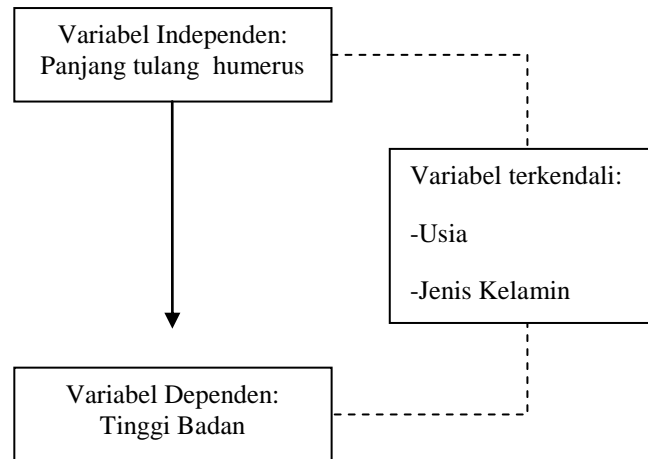 Variabel Independen:
Panjang tulang humerus
Variabel terkendali:
-Usia
-Jenis Kelamin
Variabel Dependen:
Tinggi Badan